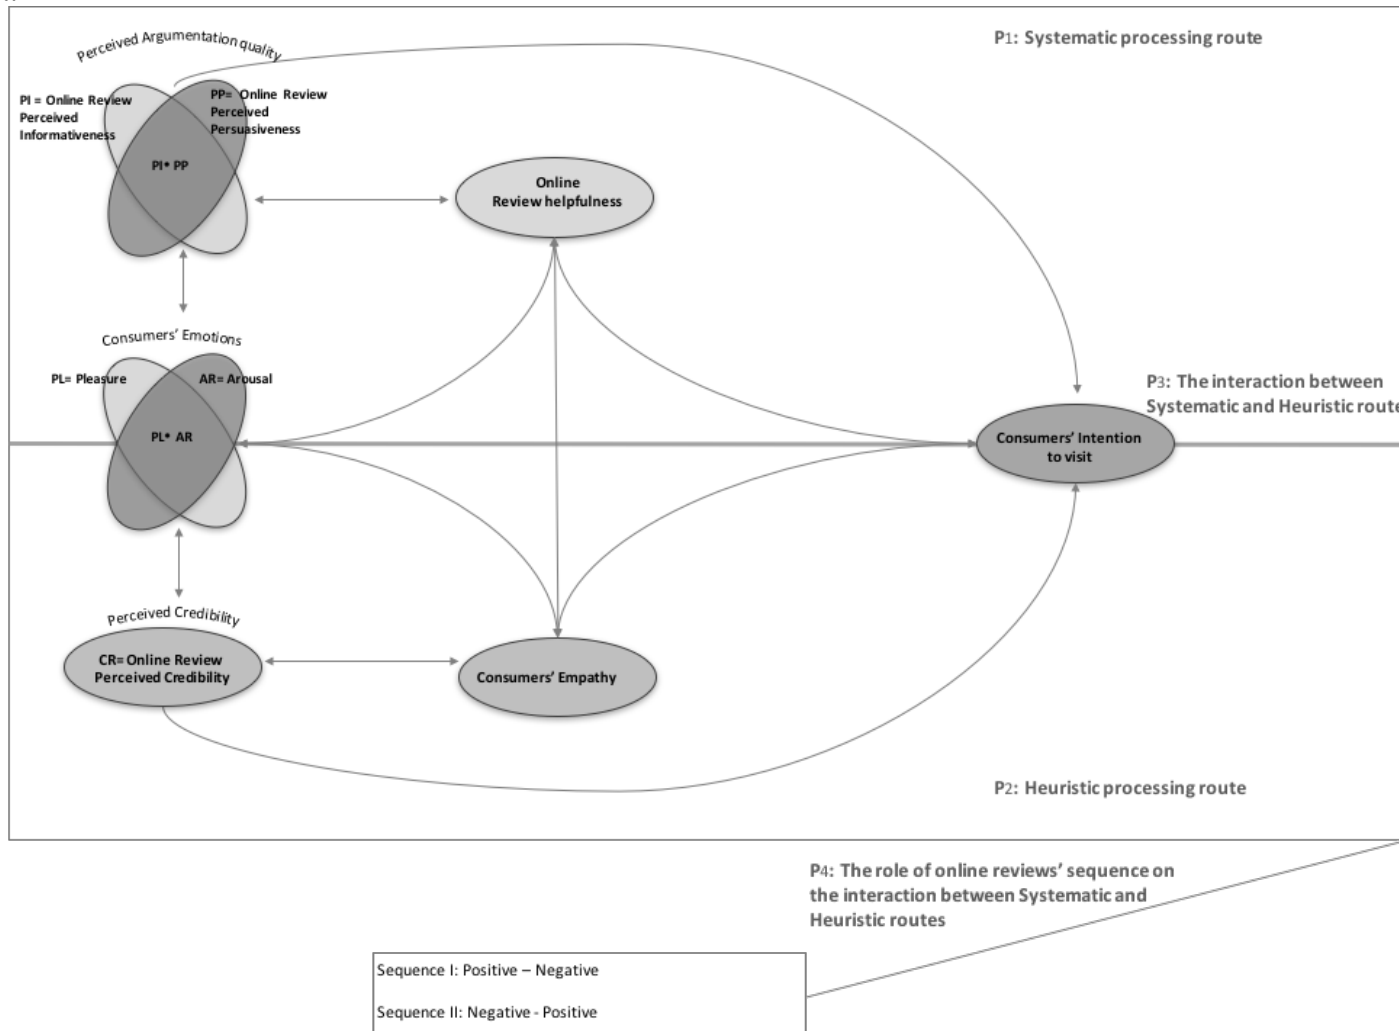 Perceived Argumentation quality
P1: Systematic processing route
PI = Online Review
Perceived
Informativeness
PP= Online Review
Perceived
Persuasiveness
PI* PP
Online
Review helpfulness
Consumers' Emotions
PL= Pleasure
AR= Arousal
PL* AR
P3: The interaction between
Systematic and Heuristic route
Consumers' Intention
to visit
Perceived Credibility
CR= Online Review
Perceived Credibility
Consumers' Empathy
P2: Heuristic processing route
P4: The role of online reviews' sequence on
the interaction between Systematic and
Heuristic routes
Sequence I: Positive – Negative
Sequence II: Negative - Positive